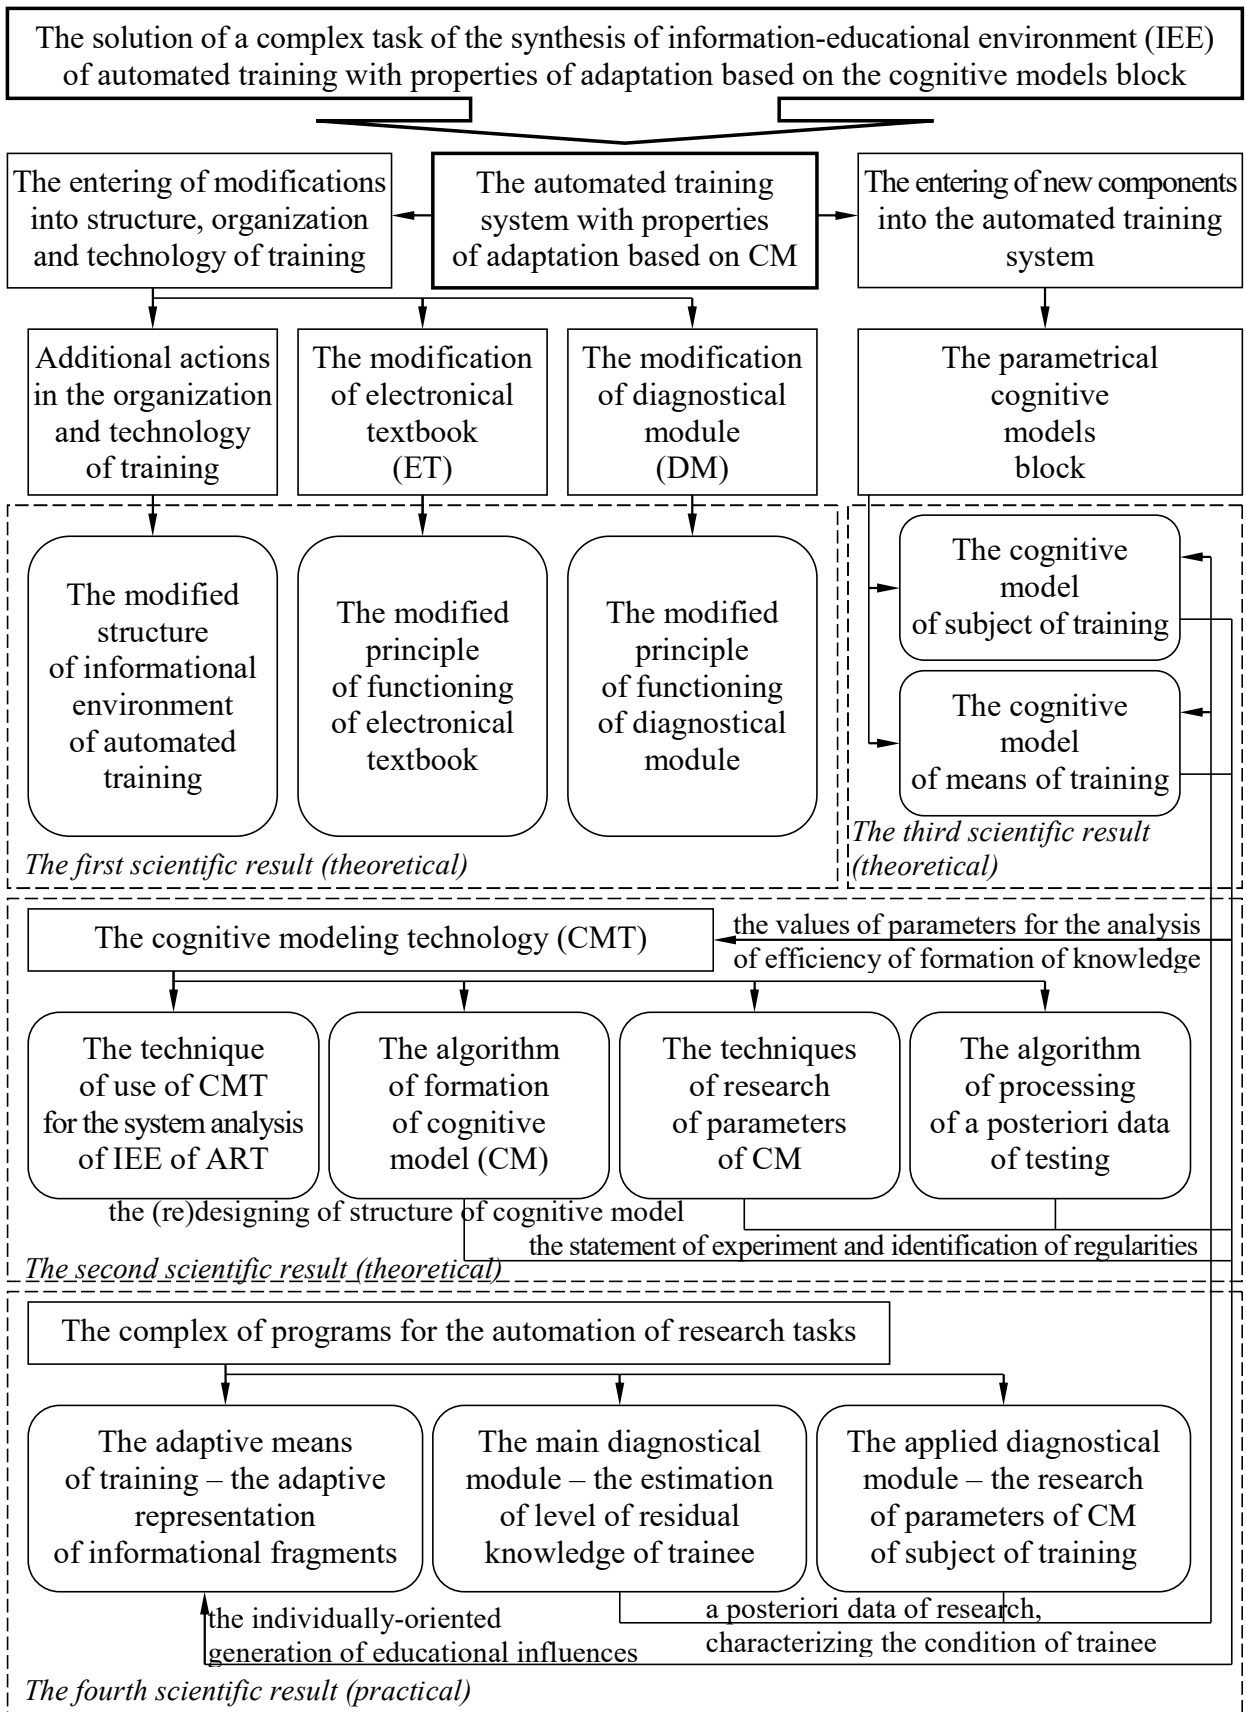 The solution of a complex task of the synthesis of information-educational environment (IEE)
of automated training with properties of adaptation based on the cognitive models block
The entering of modifications
into structure, organization
and technology of training
The automated training
system with properties
of adaptation based on CM
The entering of new components
into the automated training
system
Additional actions
in the organization
and technology
of training
The modification
of electronical
textbook
(ET)
The modification
of diagnostical
module
(DM)
The parametrical
cognitive
models
block
The modified
structure
of informational
environment
of automated
training
The modified
principle
of functioning
of electronical
textbook
The modified
principle
of functioning
of diagnostical
module
The cognitive
model
of subject of training
The cognitive
model
of means of training
The first scientific result (theoretical)
The third scientific result
(theoretical)
The cognitive modeling technology (CMT)
the values of parameters for the analysis
of efficiency of formation of knowledge
The technique
of use of CMT
for the system analysis
of IEE of ART
The algorithm
of formation
of cognitive
model (CM)
The techniques
of research
of parameters
of CM
The algorithm
of processing
of a posteriori data
of testing
the (re)designing of structure of cognitive model
the statement of experiment and identification of regularities
The second scientific result (theoretical)
The complex of programs for the automation of research tasks
The adaptive means
of training – the adaptive
representation
of informational fragments
The main diagnostical
module – the estimation
of level of residual
knowledge of trainee
The applied diagnostical
module – the research
of parameters of CM
of subject of training
the individually-oriented
generation of educational influences
a posteriori data of research,
characterizing the condition of trainee
The fourth scientific result (practical)